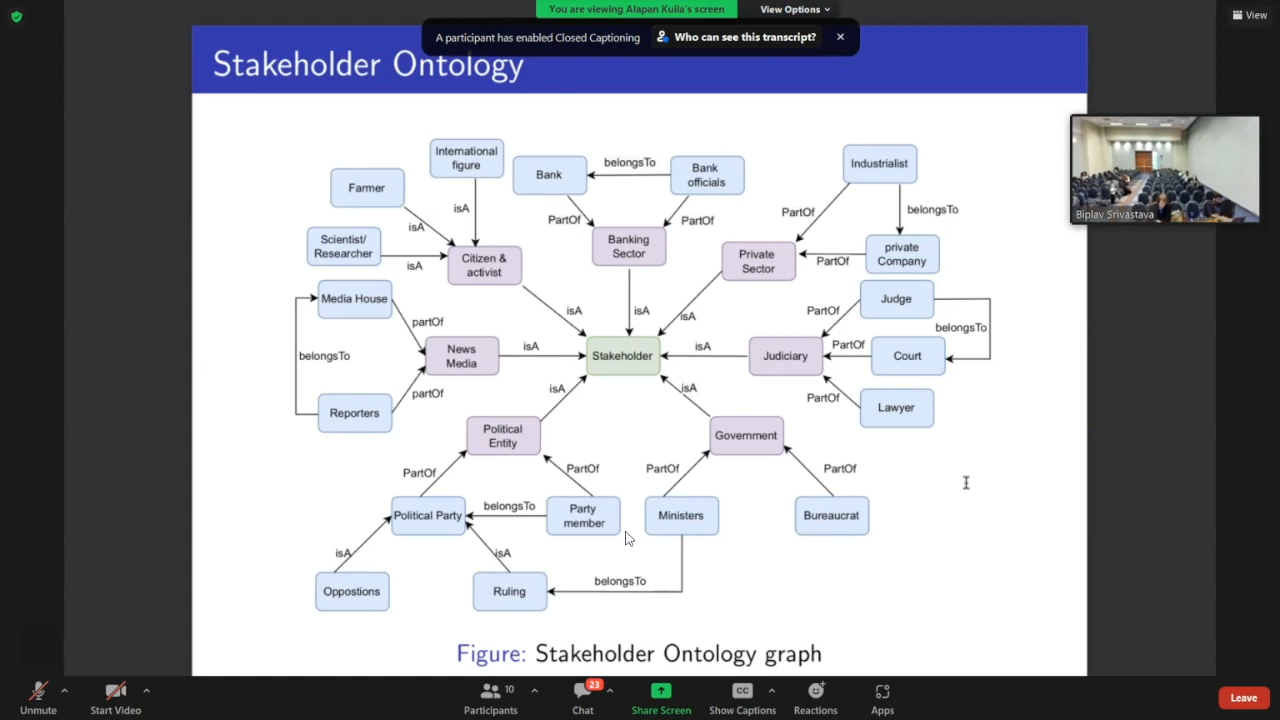 You are viewing Alapan Kuila's screen
View Options
View
A participant has enabled Closed Captioning
Who can see this transcript?
Stakeholder Ontology
International
figure
Bank
belongsTo
Bank
officials
Industrialist
Farmer
isA
isA
PartOf
PartOf
PartOf
belongsTo
Scientist/
Researcher
isA
Citizen &
activist
Banking
Sector
Private
Sector
PartOf
private
Company
Biplav Srivastava
Media House
partOf
isA
isA
isA
PartOf
Judge
belongsTo
belongsTo
News
Media
isA
Stakeholder
isA
Judiciary
PartOf
Court
partOf
isA
isA
PartOf
Lawyer
Reporters
Political
Entity
Government
PartOf
PartOf
PartOf
PartOf
Political Party
belongsTo
Party
member
Ministers
Bureaucrat
isA
isA
belongsTo
Oppostions
Ruling
Figure: Stakeholder Ontology graph
Unmute
Start Video
Participants
10
Chat
23
Share Screen
CC
Show Captions
Reactions
Apps
Leave